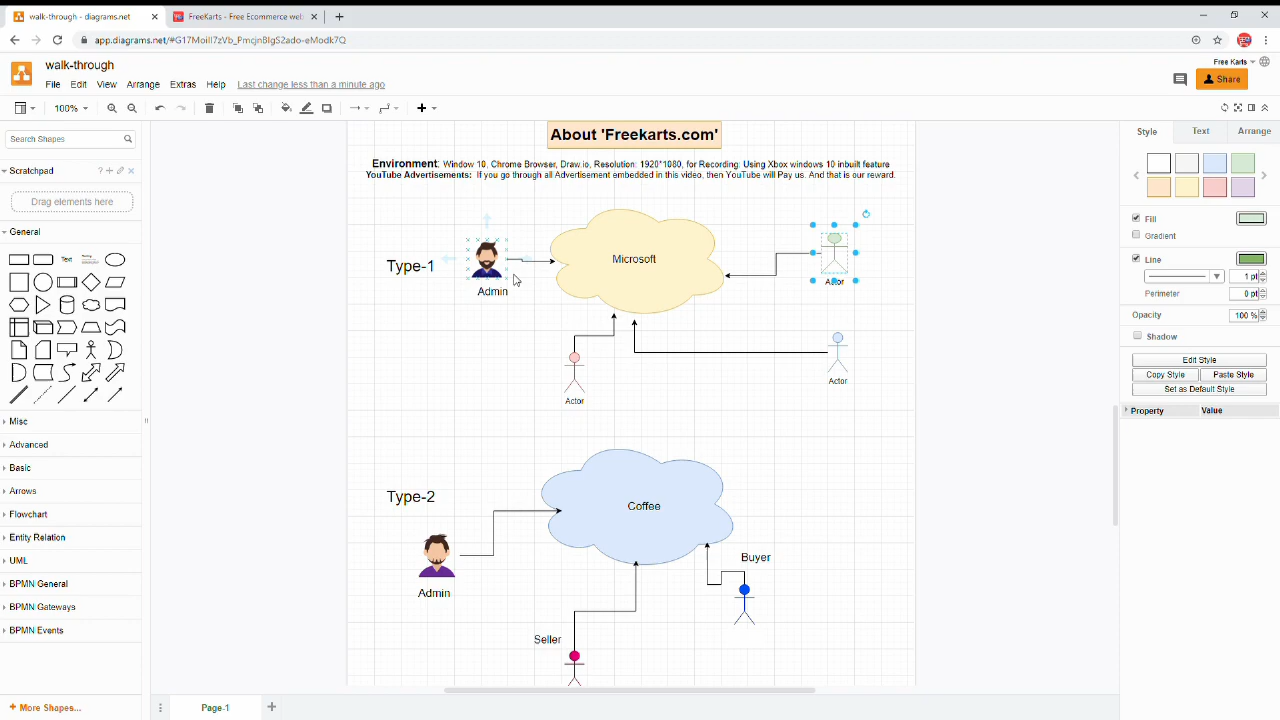 walk-through - diagrams.net
FreeKarts - Free Ecommerce web
app.diagrams.net/#G17MoiII7zVb_PmcjnBIgS2ado-eModk7Q
walk-through
Free Karts
File Edit View Arrange Extras Help Last change less than a minute ago
Share
100%
Search Shapes
Scratchpad
Drag elements here
General
Text
Misc
Advanced
Basic
Arrows
Flowchart
Entity Relation
UML
BPMN General
BPMN Gateways
BPMN Events
+ More Shapes...
About 'Freekarts.com'
Environment: Window 10, Chrome Browser, Draw.io, Resolution: 1920*1080, for Recording: Using Xbox windows 10 inbuilt feature
YouTube Advertisements: If you go through all Advertisement embedded in this video, then YouTube will Pay us. And that is our reward.
Type-1
Admin
Microsoft
Actor
Actor
Actor
Type-2
Admin
Coffee
Buyer
Seller
Page-1
Style Text Arrange
Fill
Gradient
Line
1 pt
Perimeter 0 pt
Opacity 100 %
Shadow
Edit Style
Copy Style Paste Style
Set as Default Style
Property Value